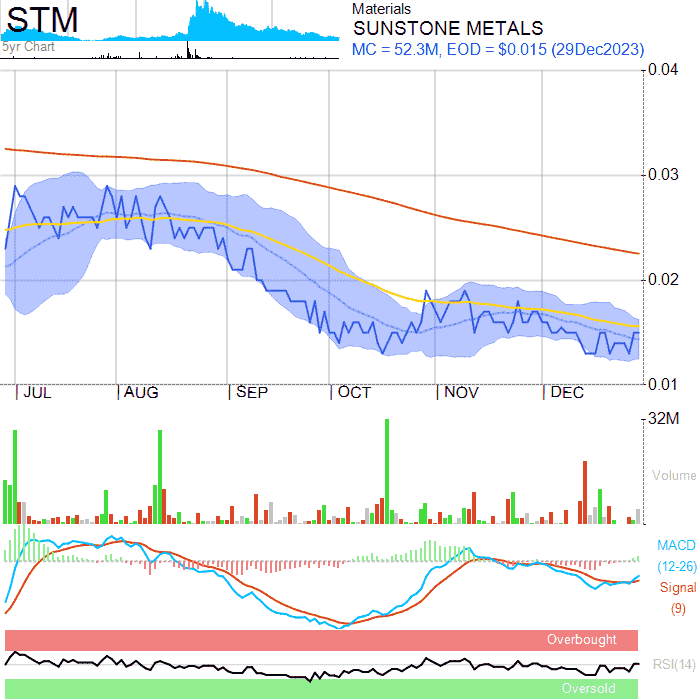 STM
5yr Chart
Materials
SUNSTONE METALS
MC = 52.3M, EOD = $0.015 (29Dec2023)
0.04
0.03
0.02
0.01
JUL AUG SEP OCT NOV DEC
32M
Volume
MACD
(12-26)
Signal
(9)
Overbought
RSI(14)
Oversold